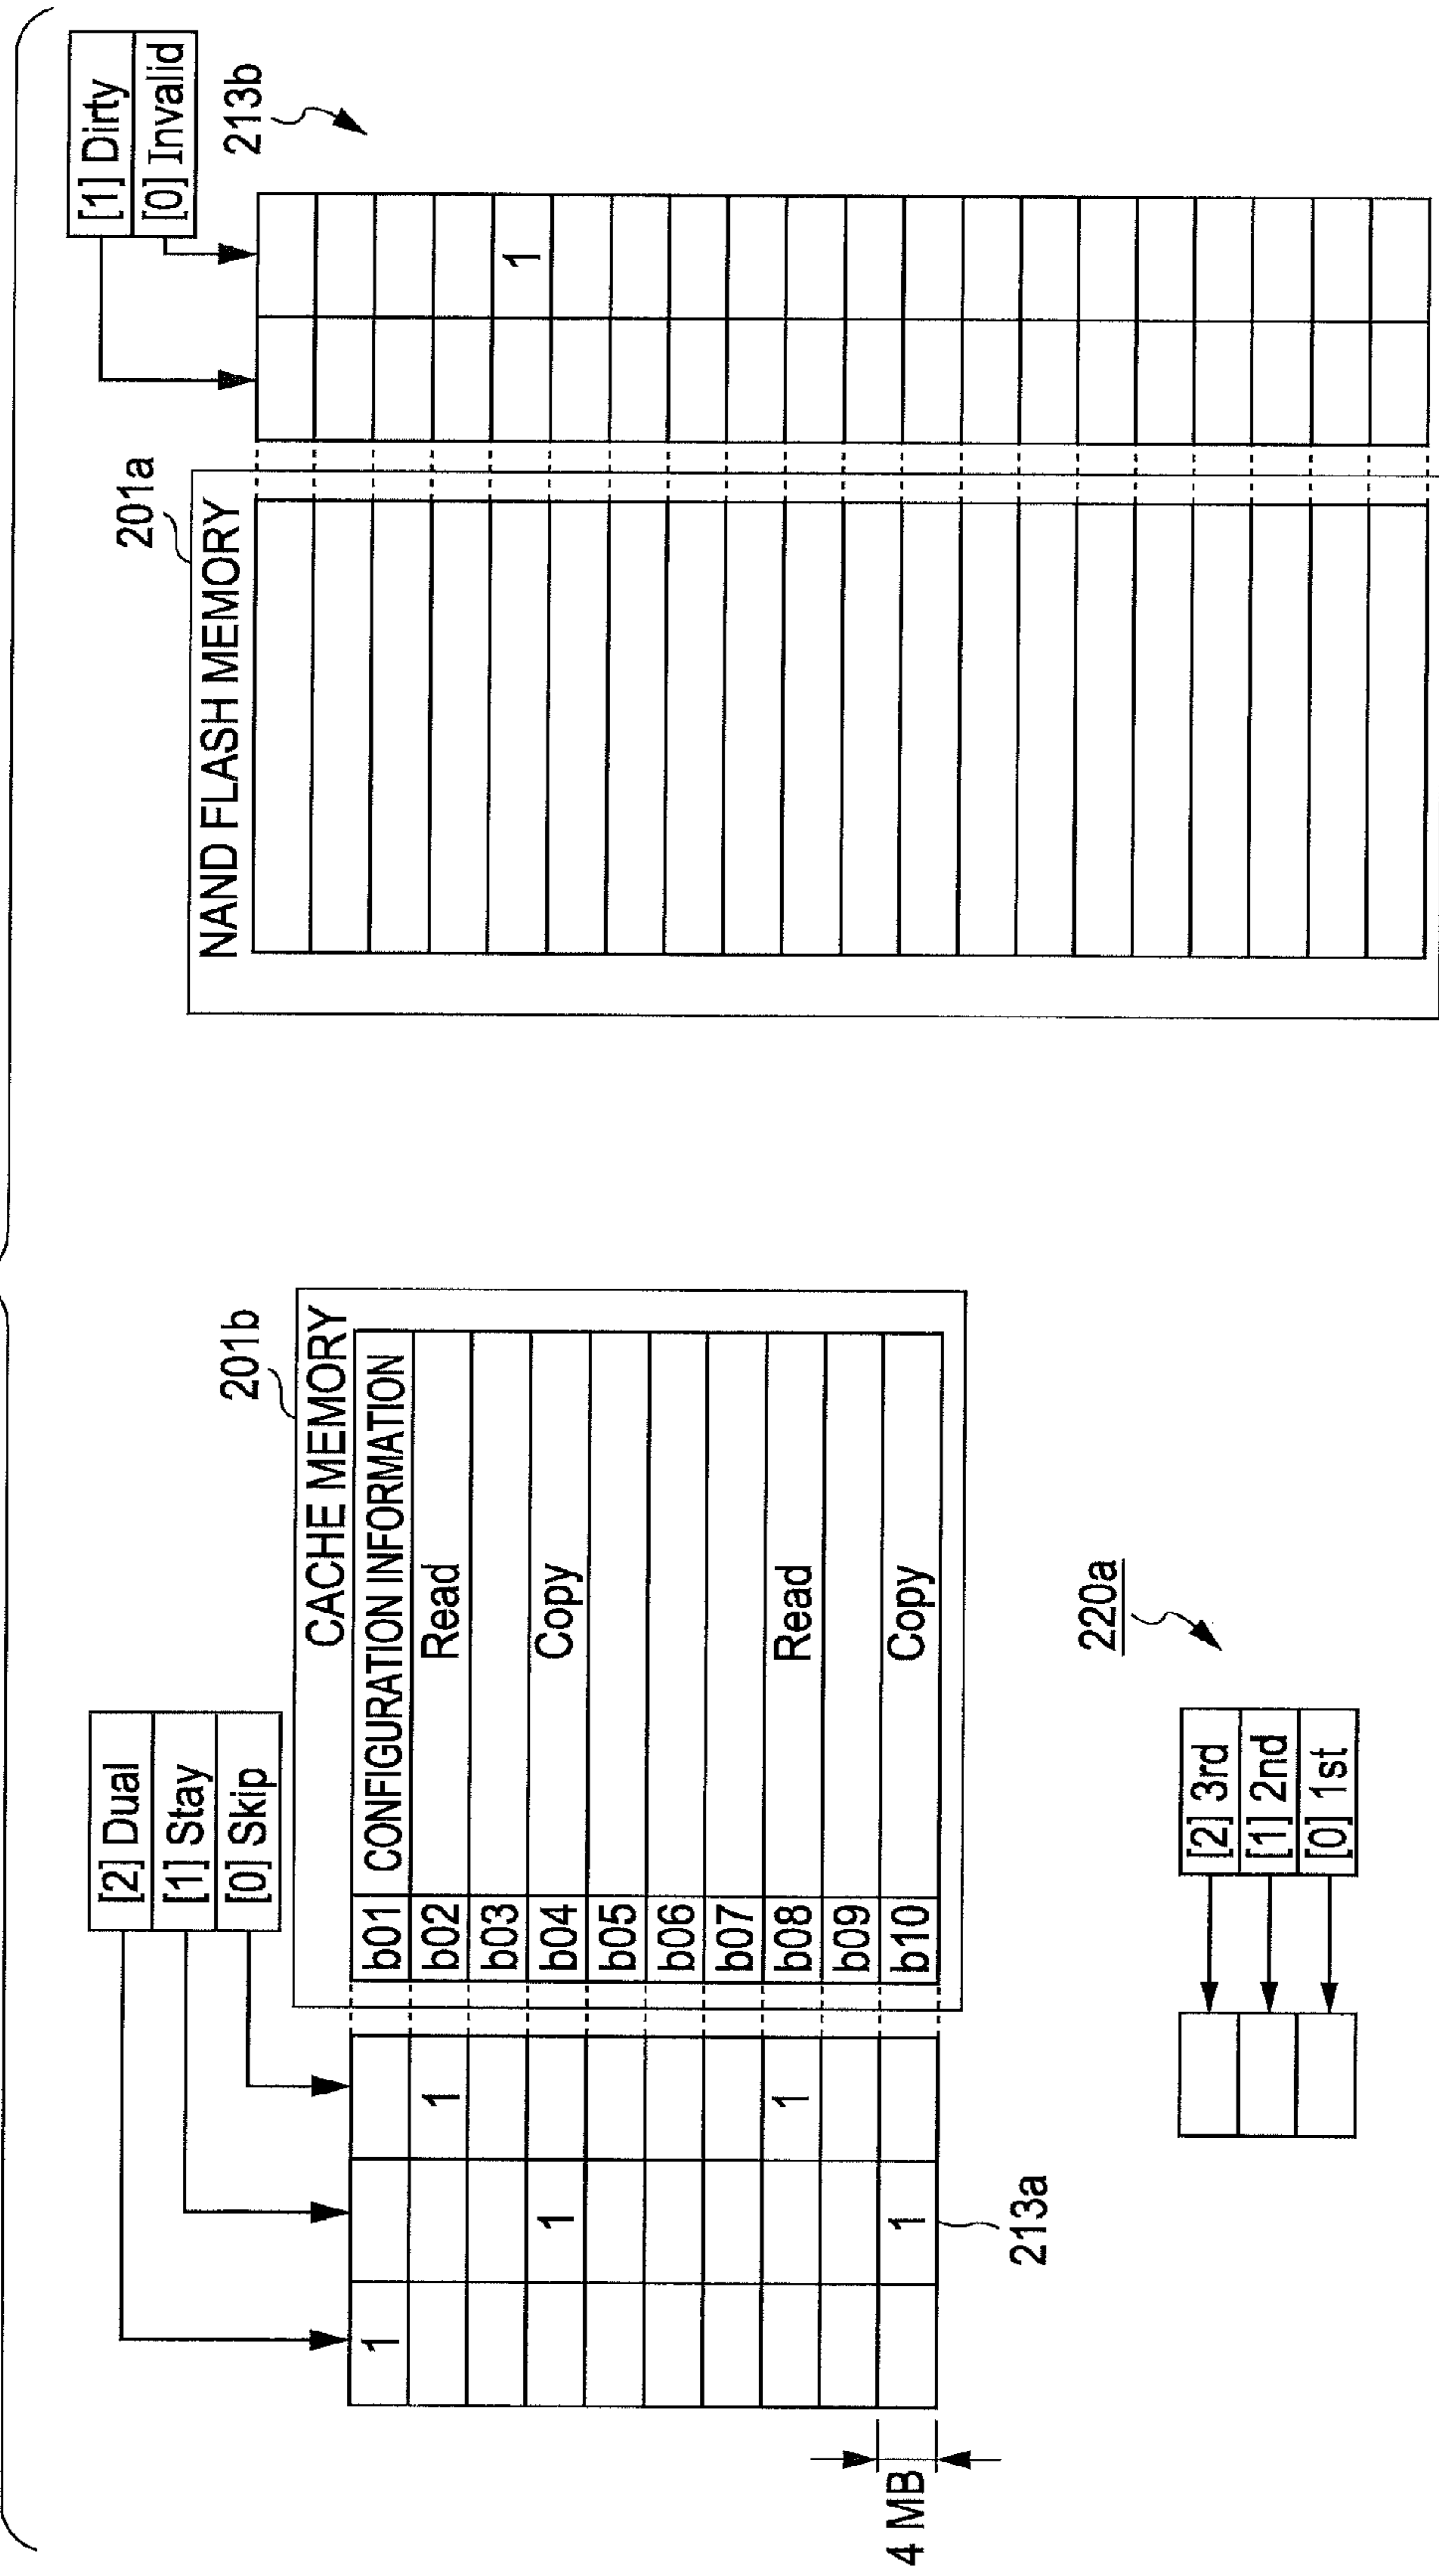 [2] Dual
[1] Stay
[0] Skip
201b
CACHE MEMORY
b01 CONFIGURATION INFORMATION
b02 Read
b03
b04 Copy
b05
b06
b07
b08 Read
b09
b10 Copy
1
1
1
1
1
4 MB
213a
220a
[2] 3rd
[1] 2nd
[0] 1st
[1] Dirty
[0] Invalid
213b
201a
NAND FLASH MEMORY
1